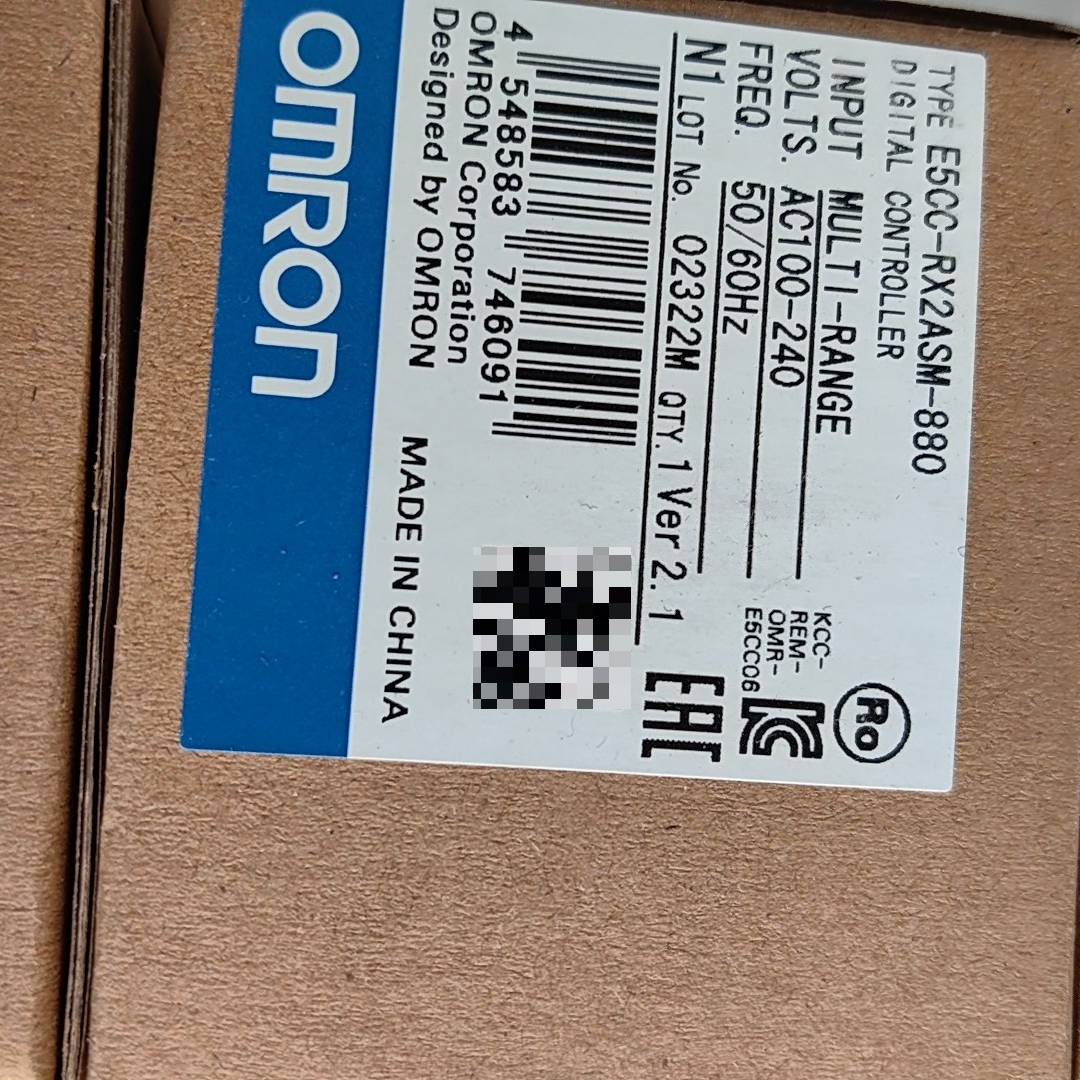 TYPE E5CC-RX2ASM-880
DIGITAL CONTROLLER
INPUT MULTI-RANGE
VOLTS. AC100-240
FREQ. 50/60Hz
N1 LOT No. 02322M QTY. 1 Ver 2. 1
4 548583 746091
OMRON Corporation
Designed by OMRON MADE IN CHINA
KCC-
REM-
OMR-
E5CC06
Ro
KC
EAC
OMRON